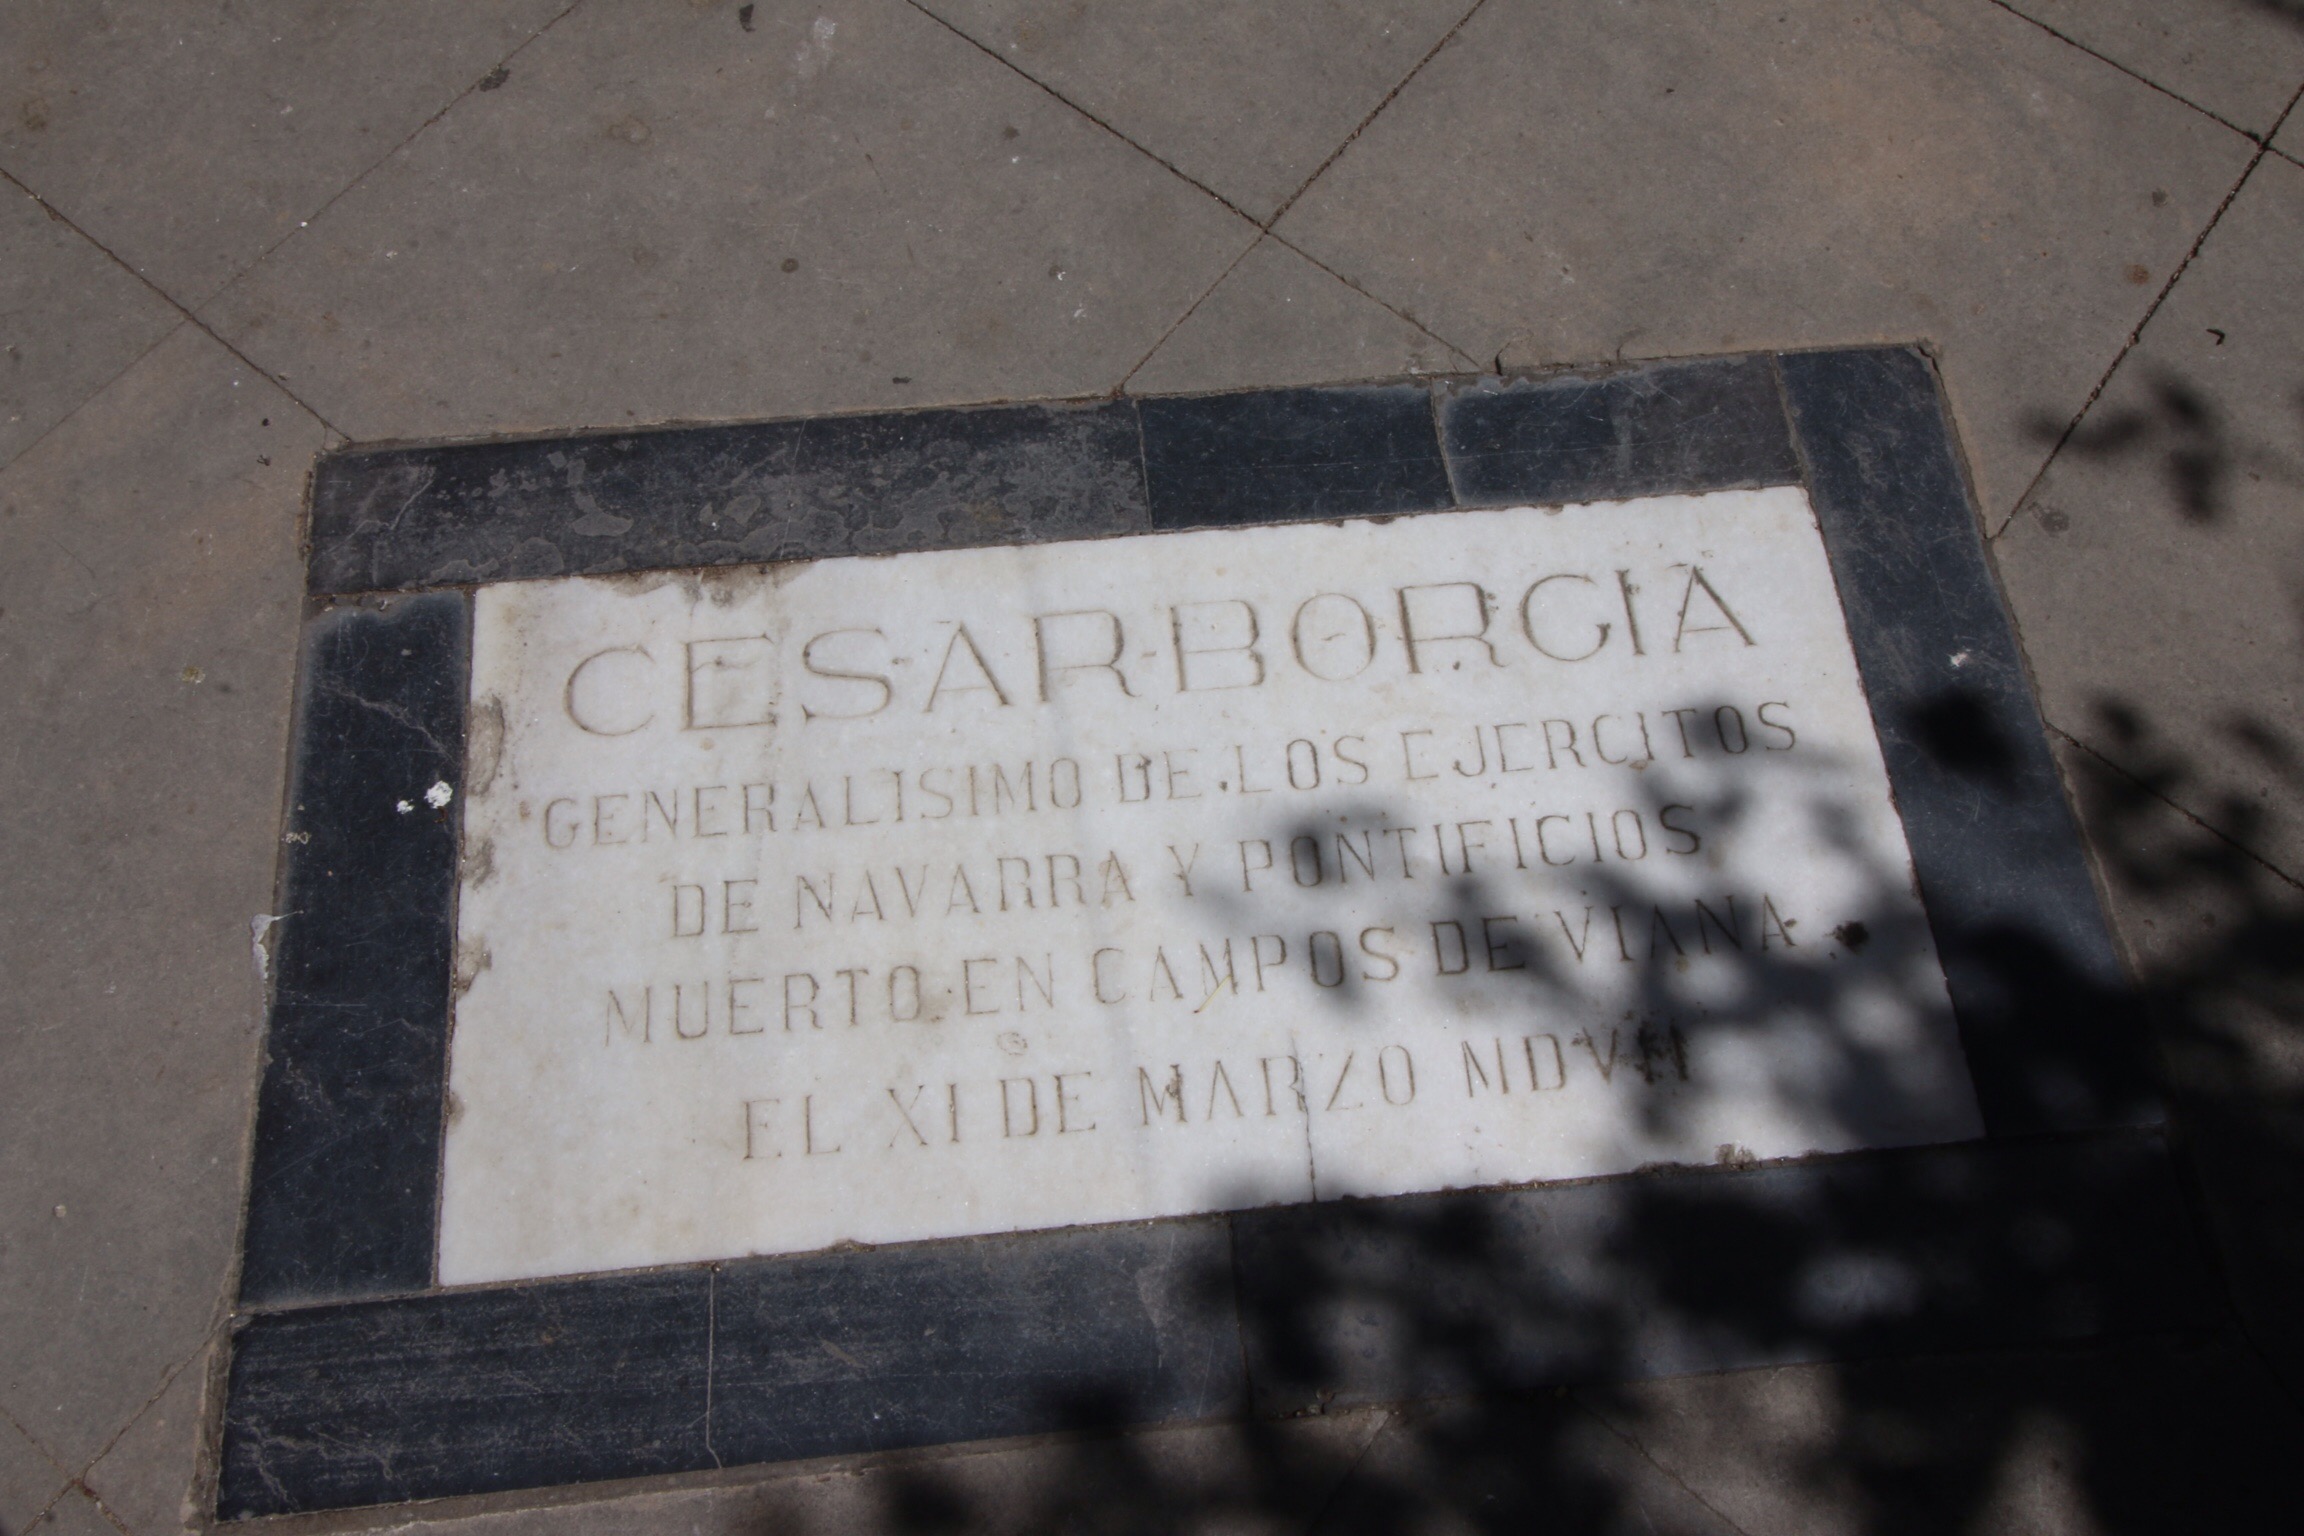 CESAR BORGIA
GENERALISIMO DE LOS EJERCITOS
DE NAVARRA Y PONTIFICIOS
MUERTO EN CAMPOS DE VIANA
EL XI DE MARZO MDVII